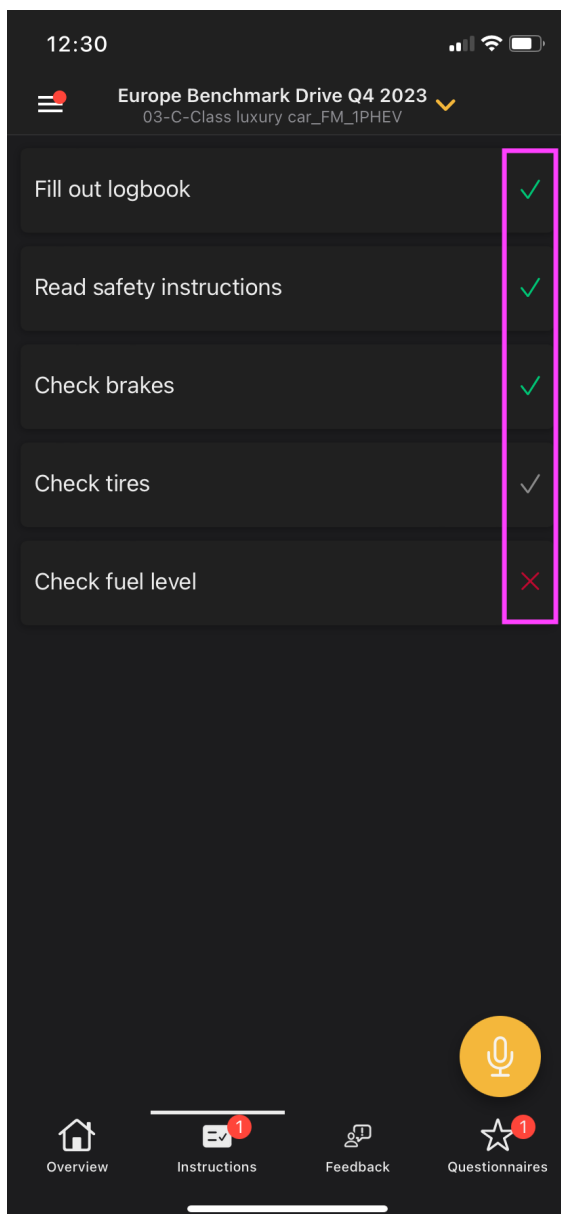 12:30
Europe Benchmark Drive Q4 2023
03-C-Class luxury car_FM_1PHEV
Fill out logbook
Read safety instructions
Check brakes
Check tires
Check fuel level
1
1
Overview
Instructions
Feedback
Questionnaires